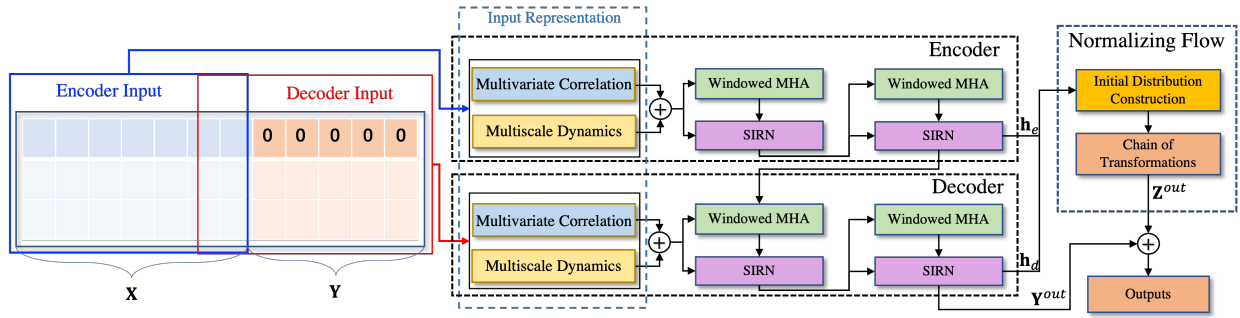 Input Representation
Encoder
Normalizing Flow
Encoder Input
Decoder Input
0 0 0 0 0
X
Y
Multivariate Correlation
Multiscale Dynamics
+
Windowed MHA
SIRN
Windowed MHA
SIRN
h_e
Decoder
Multivariate Correlation
Multiscale Dynamics
+
Windowed MHA
SIRN
Windowed MHA
SIRN
h_d
Y^out
Initial Distribution
Construction
Chain of
Transformations
Z^out
+
Outputs